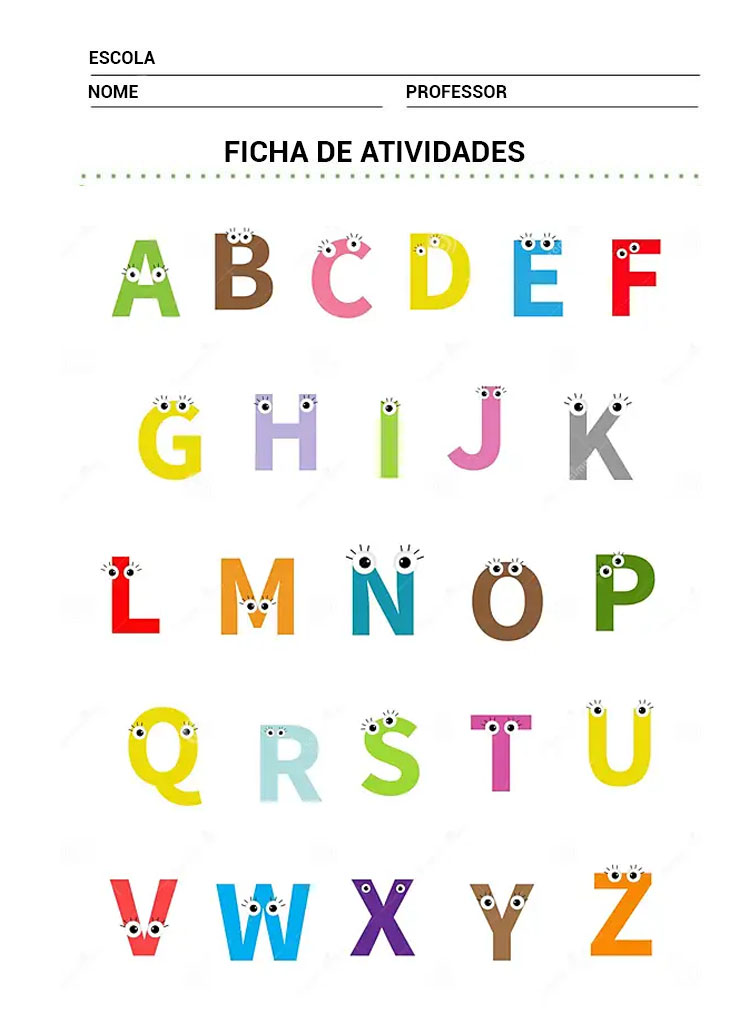 ESCOLA
NOME PROFESSOR
FICHA DE ATIVIDADES
A B C D E F
G H I J K
L M N O P
Q R S T U
V W X Y Z